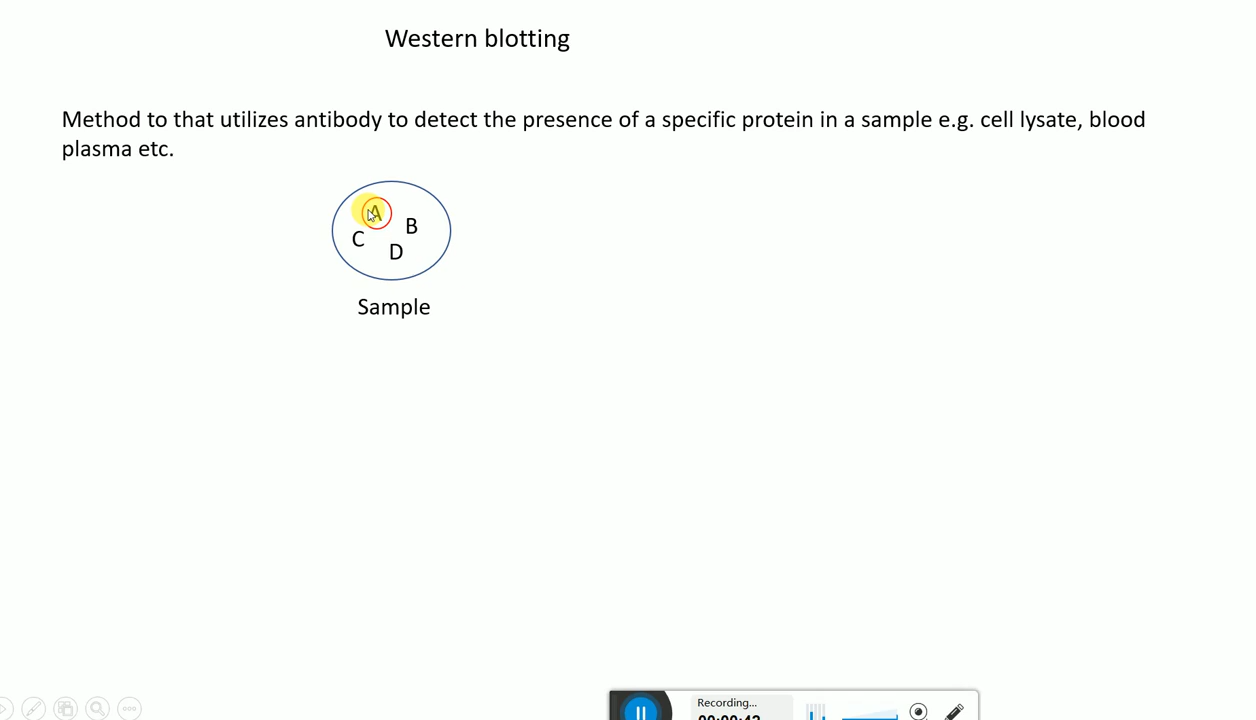 Western blotting
Method to that utilizes antibody to detect the presence of a specific protein in a sample e.g. cell lysate, blood
plasma etc.
A
B
C
D
Sample
Recording...